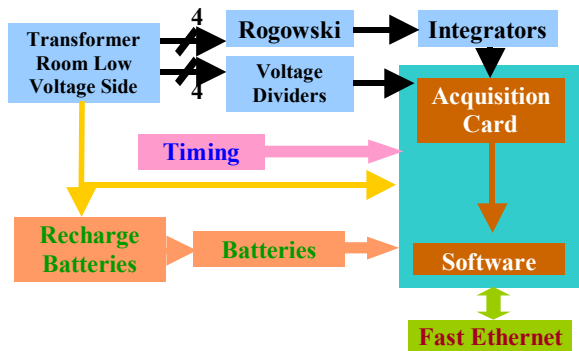 Transformer
Room Low
Voltage Side
4
4
Rogowski
Integrators
Voltage
Dividers
Acquisition
Card
Timing
Recharge
Batteries
Batteries
Software
Fast Ethernet